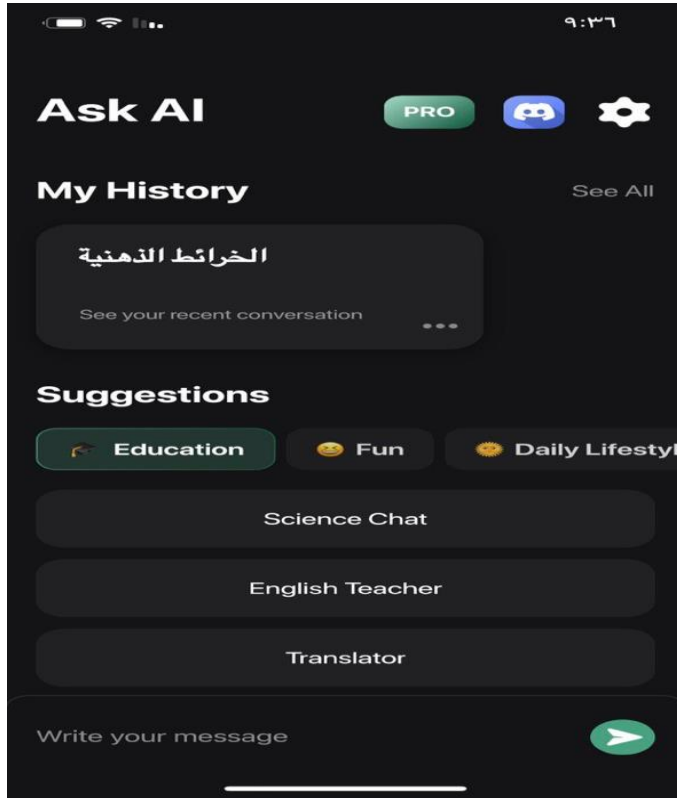 ٩:٣٦
Ask AI
PRO
My History
See All
الخرائط الذهنية
See your recent conversation
Suggestions
Education
Fun
Daily Lifestyl
Science Chat
English Teacher
Translator
Write your message